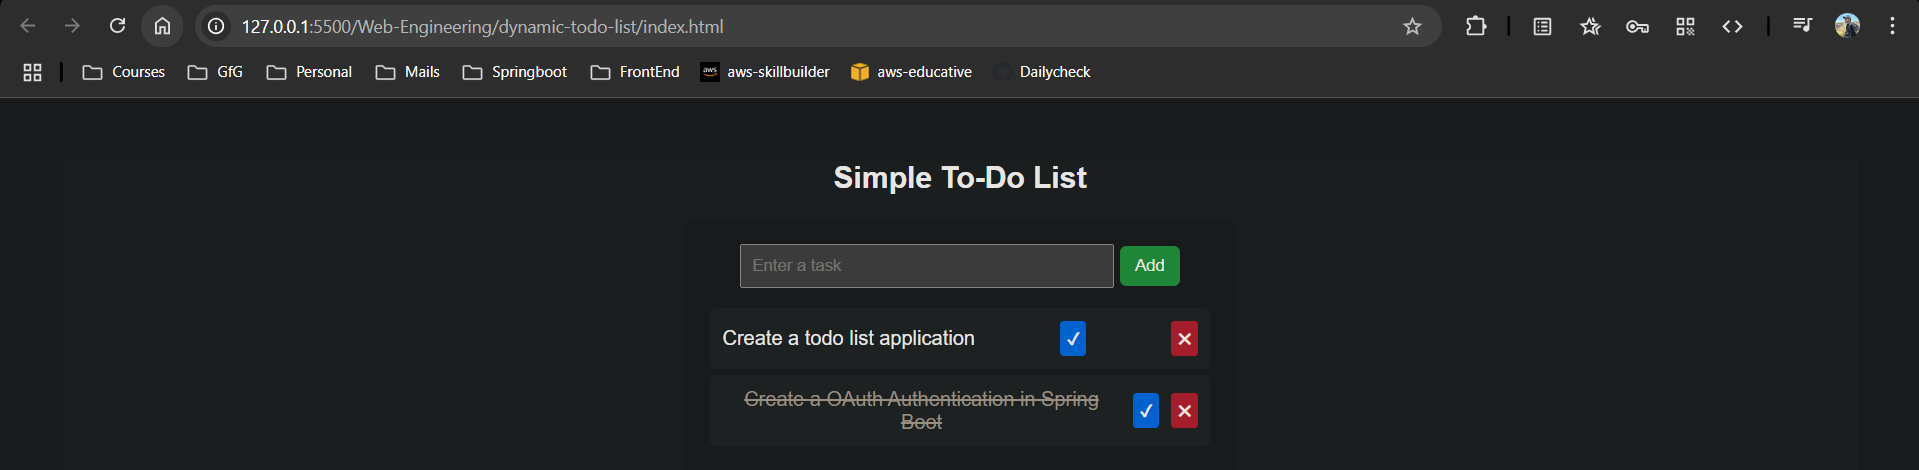 127.0.0.1:5500/Web-Engineering/dynamic-todo-list/index.html
Courses GfG Personal Mails Springboot FrontEnd aws aws-skillbuilder aws-educative Dailycheck
Simple To-Do List
Enter a task Add
Create a todo list application ✓ ✕
Create a OAuth Authentication in Spring
Boot ✓ ✕